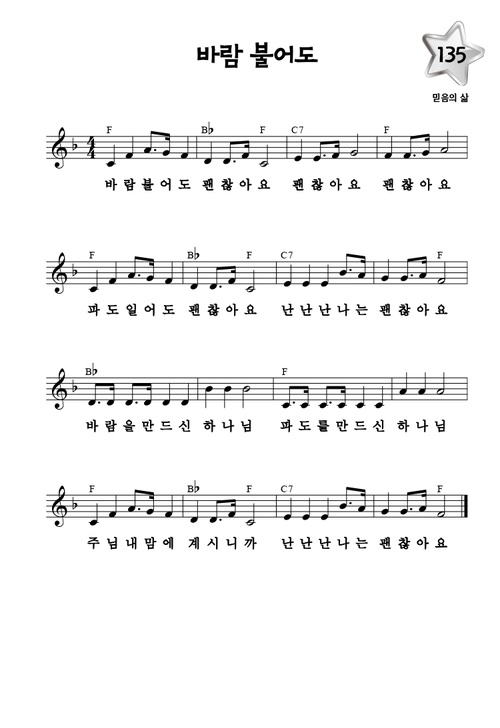 바람 불어도
135
믿음의 삶
F B♭ F C7 F
4/4
바람불어도 괜찮아요 괜찮아요 괜찮아요
F B♭ F C7 F
파도일어도 괜찮아요 난난난나는 괜찮아요
B♭ F
바람을만드신 하나님 파도를만드신 하나님
F B♭ F C7 F
주님내맘에 계시니까 난난난나는 괜찮아요